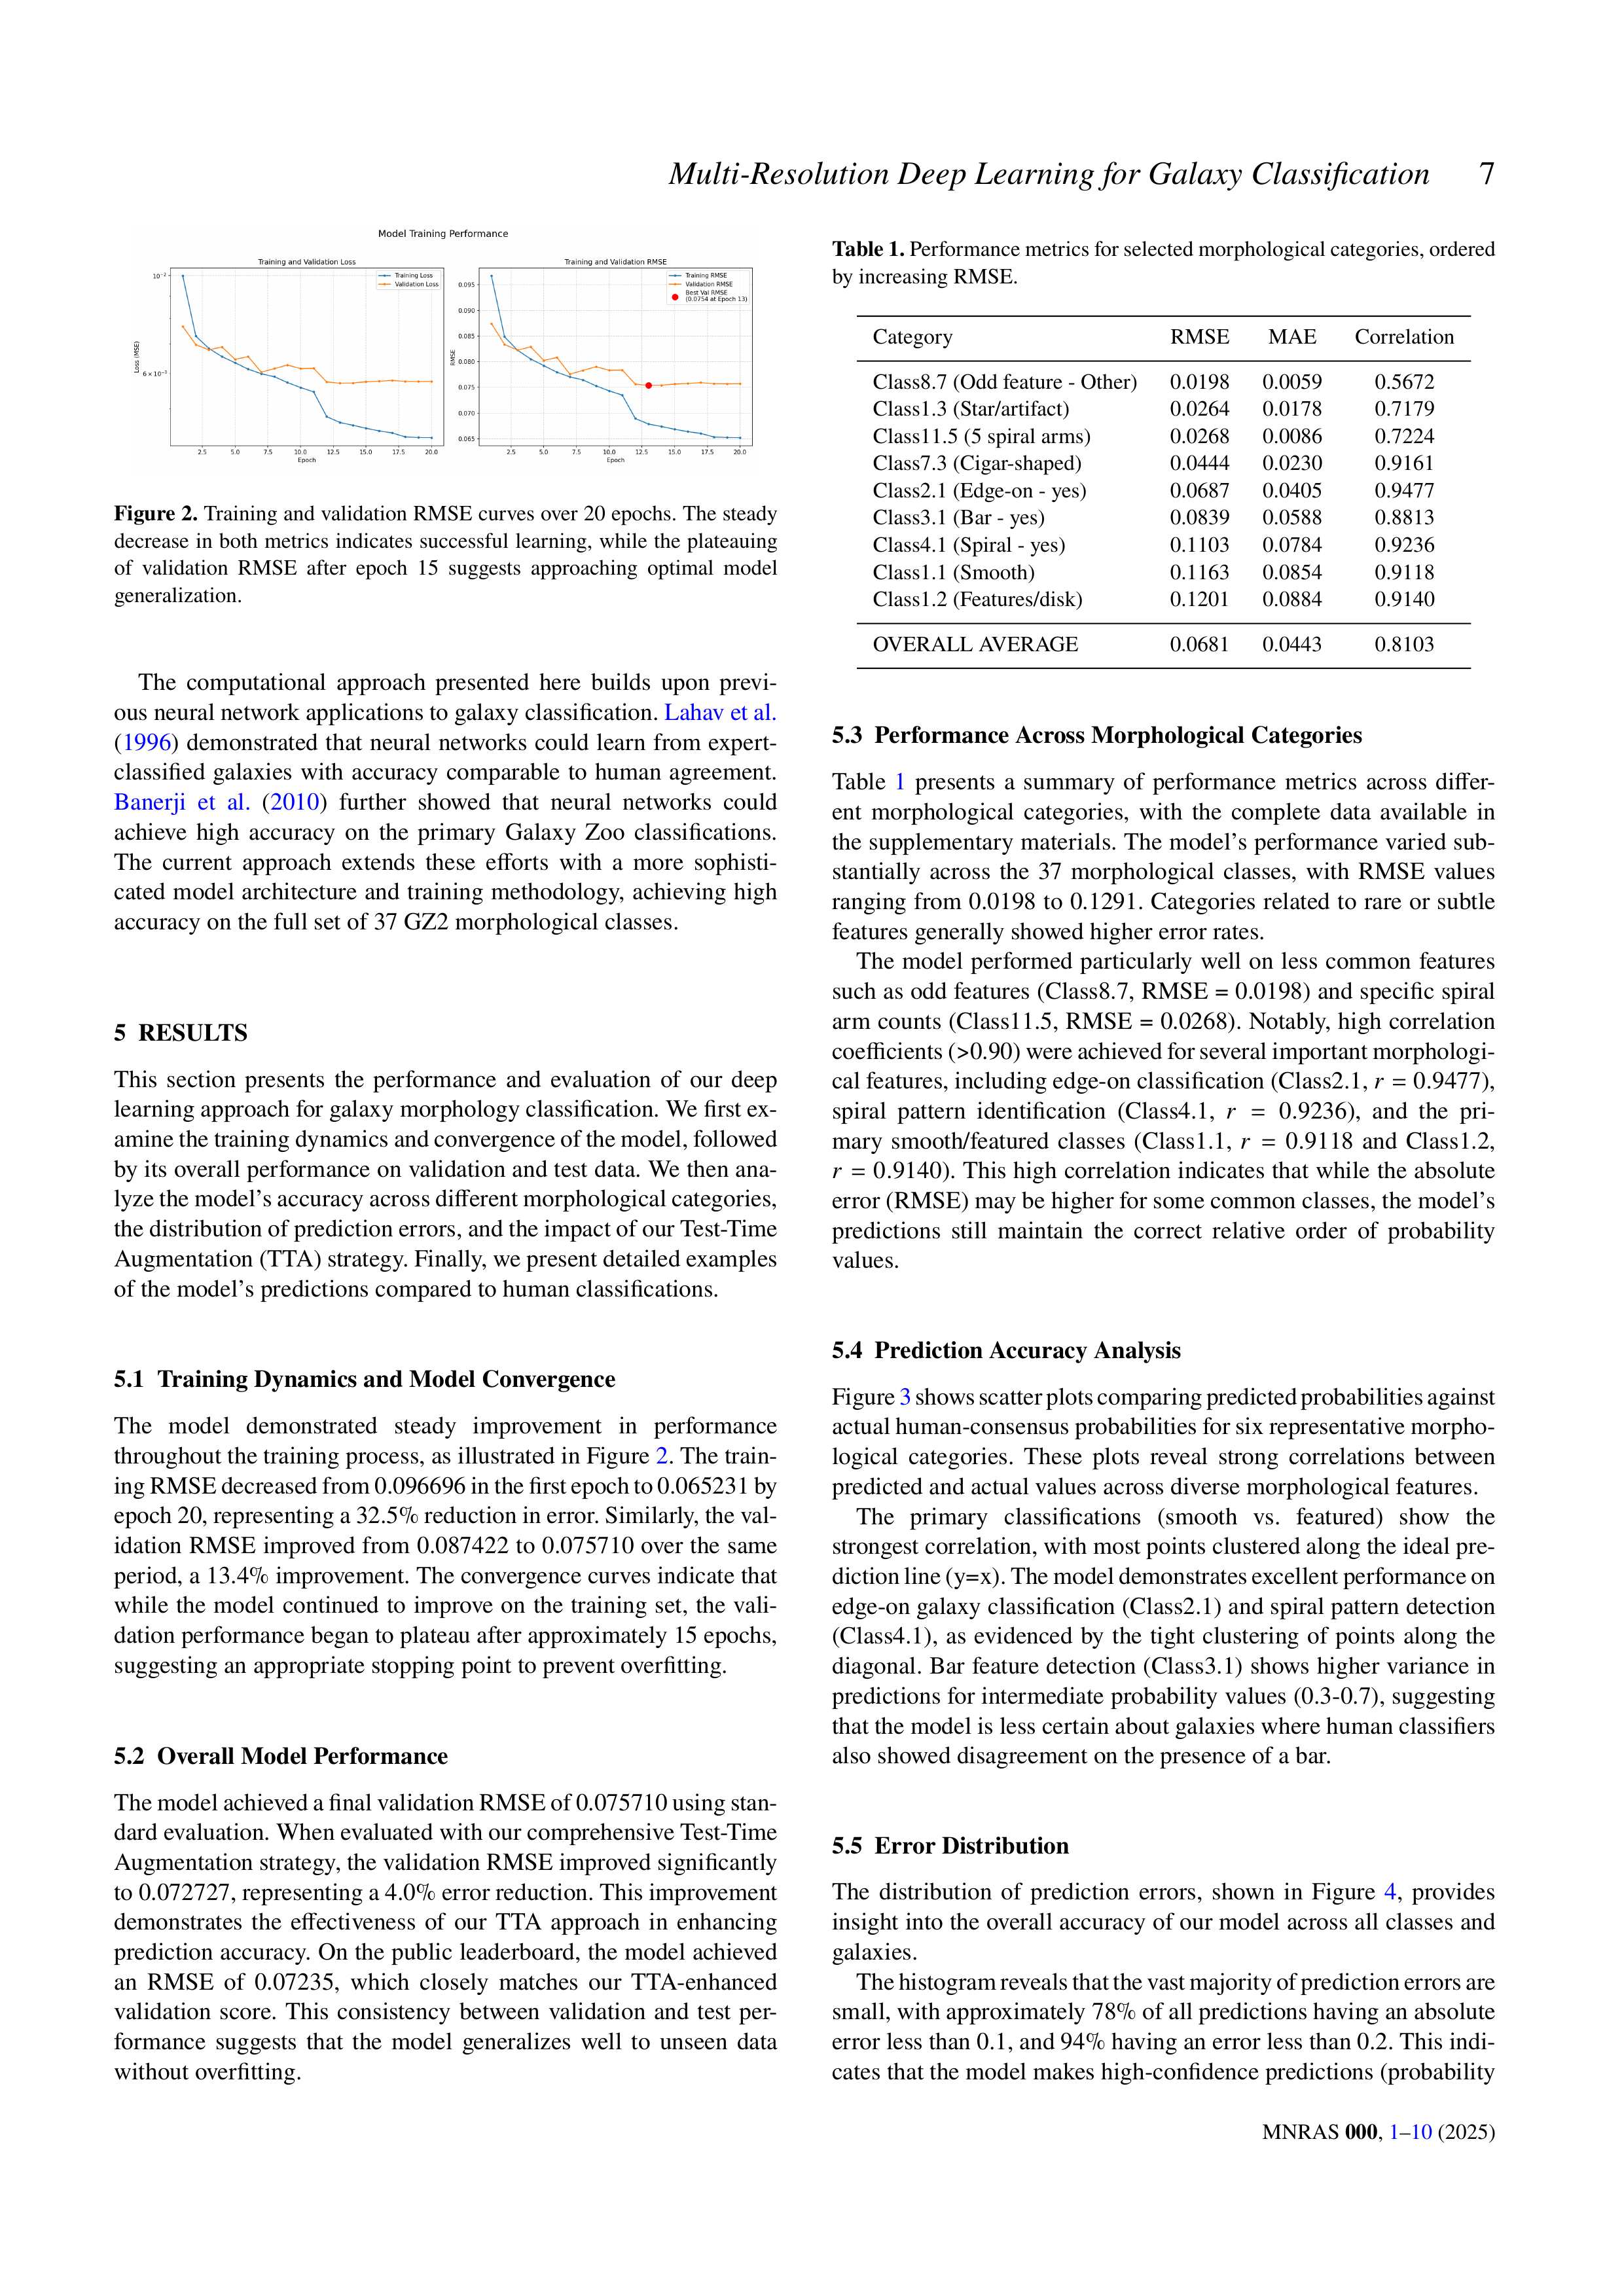 Multi-Resolution Deep Learning for Galaxy Classification 7
Model Training Performance
Training and Validation Loss
Training Loss
Validation Loss
10⁻²
6 × 10⁻³
Loss (MSE)
2.5 5.0 7.5 10.0 12.5 15.0 17.5 20.0
Epoch
Training and Validation RMSE
Training RMSE
Validation RMSE
Best Val RMSE
(0.0754 at Epoch 13)
0.095
0.090
0.085
0.080
0.075
0.070
0.065
RMSE
2.5 5.0 7.5 10.0 12.5 15.0 17.5 20.0
Epoch
Figure 2. Training and validation RMSE curves over 20 epochs. The steady
decrease in both metrics indicates successful learning, while the plateauing
of validation RMSE after epoch 15 suggests approaching optimal model
generalization.
The computational approach presented here builds upon previ-
ous neural network applications to galaxy classification. Lahav et al.
(1996) demonstrated that neural networks could learn from expert-
classified galaxies with accuracy comparable to human agreement.
Banerji et al. (2010) further showed that neural networks could
achieve high accuracy on the primary Galaxy Zoo classifications.
The current approach extends these efforts with a more sophisti-
cated model architecture and training methodology, achieving high
accuracy on the full set of 37 GZ2 morphological classes.
5 RESULTS
This section presents the performance and evaluation of our deep
learning approach for galaxy morphology classification. We first ex-
amine the training dynamics and convergence of the model, followed
by its overall performance on validation and test data. We then ana-
lyze the model's accuracy across different morphological categories,
the distribution of prediction errors, and the impact of our Test-Time
Augmentation (TTA) strategy. Finally, we present detailed examples
of the model's predictions compared to human classifications.
5.1 Training Dynamics and Model Convergence
The model demonstrated steady improvement in performance
throughout the training process, as illustrated in Figure 2. The train-
ing RMSE decreased from 0.096696 in the first epoch to 0.065231 by
epoch 20, representing a 32.5% reduction in error. Similarly, the val-
idation RMSE improved from 0.087422 to 0.075710 over the same
period, a 13.4% improvement. The convergence curves indicate that
while the model continued to improve on the training set, the vali-
dation performance began to plateau after approximately 15 epochs,
suggesting an appropriate stopping point to prevent overfitting.
5.2 Overall Model Performance
The model achieved a final validation RMSE of 0.075710 using stan-
dard evaluation. When evaluated with our comprehensive Test-Time
Augmentation strategy, the validation RMSE improved significantly
to 0.072727, representing a 4.0% error reduction. This improvement
demonstrates the effectiveness of our TTA approach in enhancing
prediction accuracy. On the public leaderboard, the model achieved
an RMSE of 0.07235, which closely matches our TTA-enhanced
validation score. This consistency between validation and test per-
formance suggests that the model generalizes well to unseen data
without overfitting.
Table 1. Performance metrics for selected morphological categories, ordered
by increasing RMSE.
Category RMSE MAE Correlation
Class8.7 (Odd feature - Other) 0.0198 0.0059 0.5672
Class1.3 (Star/artifact) 0.0264 0.0178 0.7179
Class11.5 (5 spiral arms) 0.0268 0.0086 0.7224
Class7.3 (Cigar-shaped) 0.0444 0.0230 0.9161
Class2.1 (Edge-on - yes) 0.0687 0.0405 0.9477
Class3.1 (Bar - yes) 0.0839 0.0588 0.8813
Class4.1 (Spiral - yes) 0.1103 0.0784 0.9236
Class1.1 (Smooth) 0.1163 0.0854 0.9118
Class1.2 (Features/disk) 0.1201 0.0884 0.9140
OVERALL AVERAGE 0.0681 0.0443 0.8103
5.3 Performance Across Morphological Categories
Table 1 presents a summary of performance metrics across differ-
ent morphological categories, with the complete data available in
the supplementary materials. The model's performance varied sub-
stantially across the 37 morphological classes, with RMSE values
ranging from 0.0198 to 0.1291. Categories related to rare or subtle
features generally showed higher error rates.
The model performed particularly well on less common features
such as odd features (Class8.7, RMSE = 0.0198) and specific spiral
arm counts (Class11.5, RMSE = 0.0268). Notably, high correlation
coefficients (>0.90) were achieved for several important morphologi-
cal features, including edge-on classification (Class2.1, r = 0.9477),
spiral pattern identification (Class4.1, r = 0.9236), and the pri-
mary smooth/featured classes (Class1.1, r = 0.9118 and Class1.2,
r = 0.9140). This high correlation indicates that while the absolute
error (RMSE) may be higher for some common classes, the model's
predictions still maintain the correct relative order of probability
values.
5.4 Prediction Accuracy Analysis
Figure 3 shows scatter plots comparing predicted probabilities against
actual human-consensus probabilities for six representative morpho-
logical categories. These plots reveal strong correlations between
predicted and actual values across diverse morphological features.
The primary classifications (smooth vs. featured) show the
strongest correlation, with most points clustered along the ideal pre-
diction line (y=x). The model demonstrates excellent performance on
edge-on galaxy classification (Class2.1) and spiral pattern detection
(Class4.1), as evidenced by the tight clustering of points along the
diagonal. Bar feature detection (Class3.1) shows higher variance in
predictions for intermediate probability values (0.3-0.7), suggesting
that the model is less certain about galaxies where human classifiers
also showed disagreement on the presence of a bar.
5.5 Error Distribution
The distribution of prediction errors, shown in Figure 4, provides
insight into the overall accuracy of our model across all classes and
galaxies.
The histogram reveals that the vast majority of prediction errors are
small, with approximately 78% of all predictions having an absolute
error less than 0.1, and 94% having an error less than 0.2. This indi-
cates that the model makes high-confidence predictions (probability
MNRAS 000, 1–10 (2025)